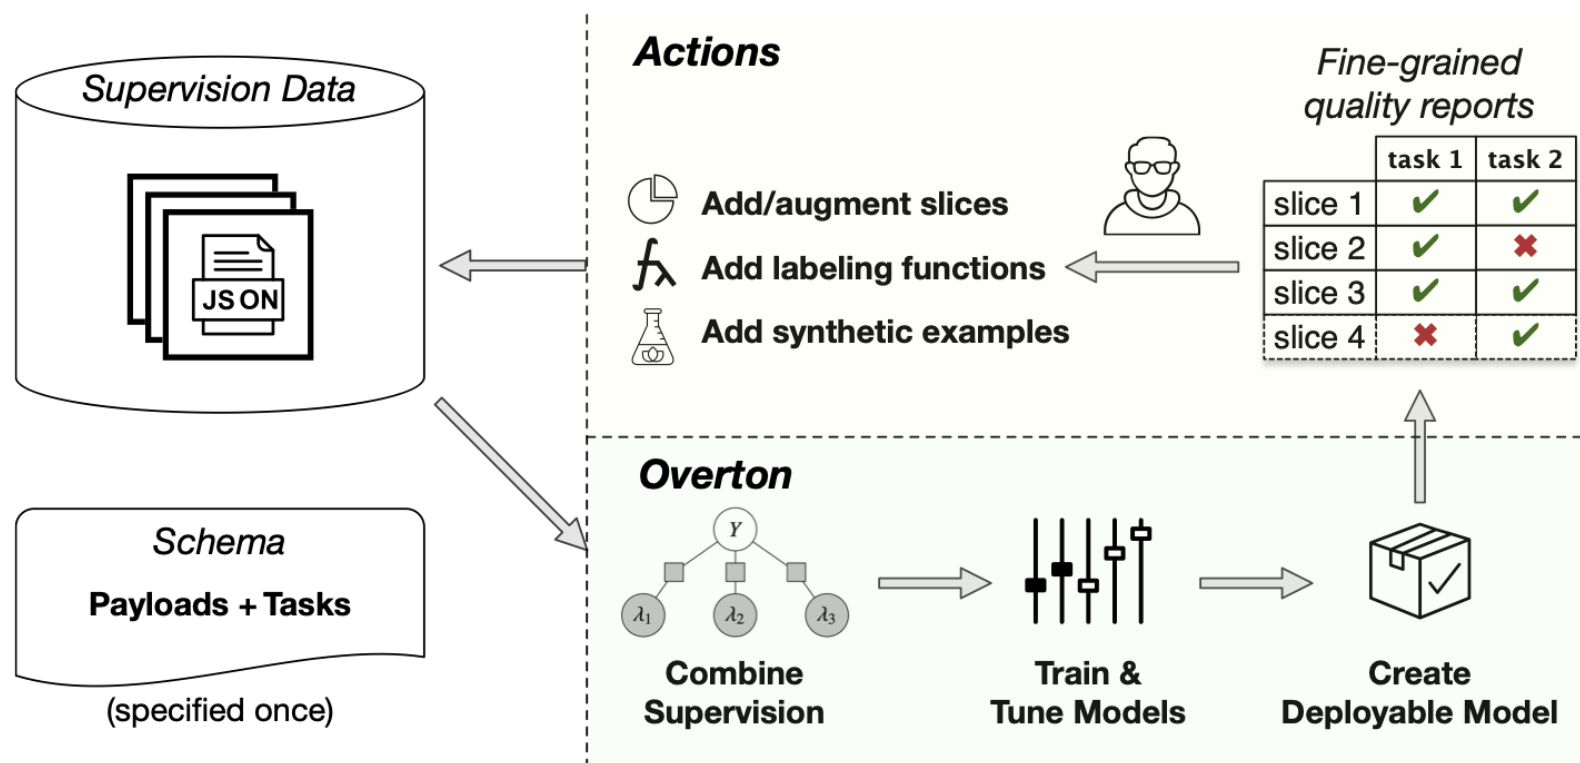 Supervision Data
JSON
Schema
Payloads + Tasks
(specified once)
Actions
Add/augment slices
fλ Add labeling functions
Add synthetic examples
Fine-grained
quality reports
task 1 task 2
slice 1 ✔ ✔
slice 2 ✔ ✖
slice 3 ✔ ✔
slice 4 ✖ ✔
Overton
Y
λ1 λ2 λ3
Combine
Supervision
Train &
Tune Models
Create
Deployable Model